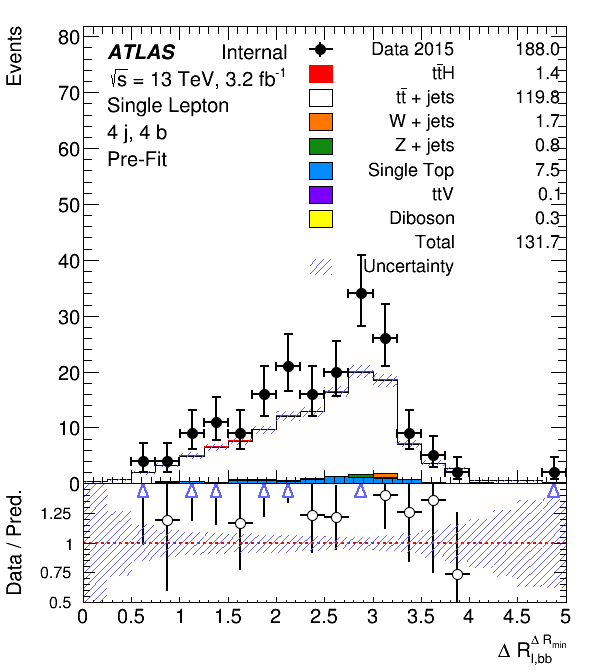 Events
80
70
60
50
40
30
20
10
0
ATLAS Internal
√s = 13 TeV, 3.2 fb⁻¹
Single Lepton
4 j, 4 b
Pre-Fit
Data 2015 188.0
tt̄H 1.4
tt̄ + jets 119.8
W + jets 1.7
Z + jets 0.8
Single Top 7.5
ttV 0.1
Diboson 0.3
Total 131.7
Uncertainty
Data / Pred.
1.25
1
0.75
0.5
0 0.5 1 1.5 2 2.5 3 3.5 4 4.5 5
Δ R_{l,bb}^{Δ R_{min}}